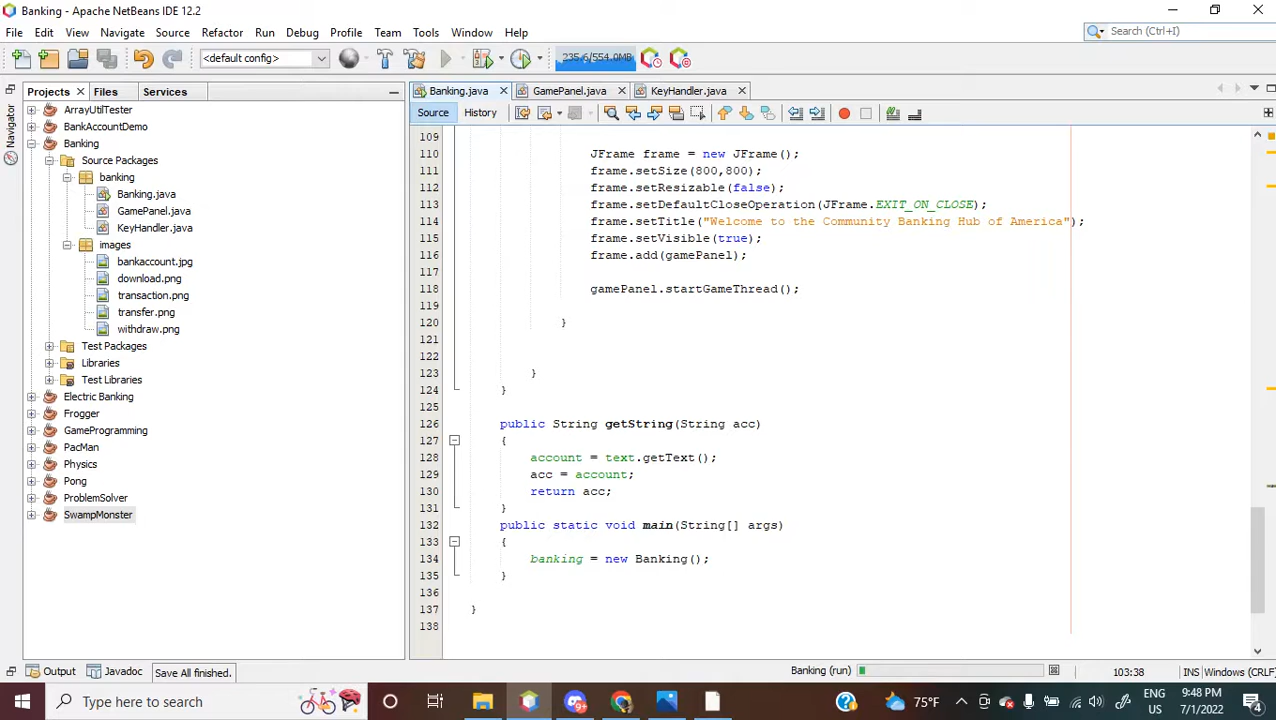 Banking - Apache NetBeans IDE 12.2
File Edit View Navigate Source Refactor Run Debug Profile Team Tools Window Help
Search (Ctrl+I)
<default config>
235.6/554.0MB
Projects Files Services
Banking.java GamePanel.java KeyHandler.java
Source History
Navigator
ArrayUtilTester
BankAccountDemo
Banking
Source Packages
banking
Banking.java
GamePanel.java
KeyHandler.java
images
bankaccount.jpg
download.png
transaction.png
transfer.png
withdraw.png
Test Packages
Libraries
Test Libraries
Electric Banking
Frogger
GameProgramming
PacMan
Physics
Pong
ProblemSolver
SwampMonster
109
110 JFrame frame = new JFrame();
111 frame.setSize(800,800);
112 frame.setResizable(false);
113 frame.setDefaultCloseOperation(JFrame.EXIT_ON_CLOSE);
114 frame.setTitle("Welcome to the Community Banking Hub of America");
115 frame.setVisible(true);
116 frame.add(gamePanel);
117
118 gamePanel.startGameThread();
119
120 }
121
122
123 }
124 }
125
126 public String getString(String acc)
127 {
128 account = text.getText();
129 acc = account;
130 return acc;
131 }
132 public static void main(String[] args)
133 {
134 banking = new Banking();
135 }
136
137 }
138
Output Javadoc Save All finished.
Banking (run) 103:38 INS Windows (CRLF)
Type here to search
9+
75°F
ENG
US
9:48 PM
7/1/2022
4